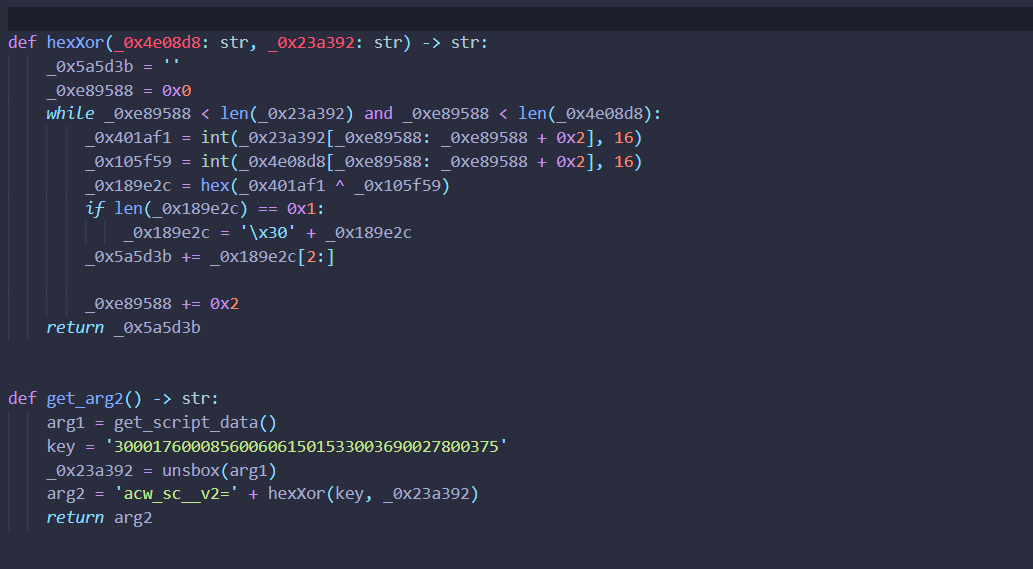 def hexXor(_0x4e08d8: str, _0x23a392: str) -> str:
    _0x5a5d3b = ''
    _0xe89588 = 0x0
    while _0xe89588 < len(_0x23a392) and _0xe89588 < len(_0x4e08d8):
        _0x401af1 = int(_0x23a392[_0xe89588: _0xe89588 + 0x2], 16)
        _0x105f59 = int(_0x4e08d8[_0xe89588: _0xe89588 + 0x2], 16)
        _0x189e2c = hex(_0x401af1 ^ _0x105f59)
        if len(_0x189e2c) == 0x1:
            _0x189e2c = '\x30' + _0x189e2c
        _0x5a5d3b += _0x189e2c[2:]
        _0xe89588 += 0x2
    return _0x5a5d3b
def get_arg2() -> str:
    arg1 = get_script_data()
    key = '3000176000856006061501533003690027800375'
    _0x23a392 = unsbox(arg1)
    arg2 = 'acw_sc__v2=' + hexXor(key, _0x23a392)
    return arg2